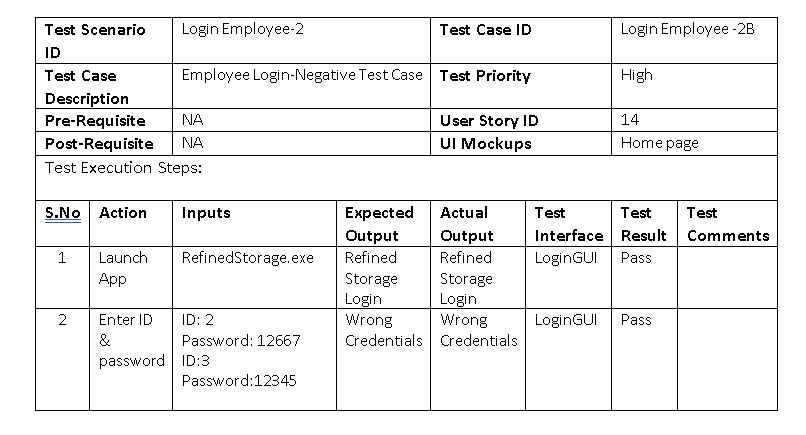 Test Scenario ID Login Employee-2 Test Case ID Login Employee -2B
Test Case Description Employee Login-Negative Test Case Test Priority High
Pre-Requisite NA User Story ID 14
Post-Requisite NA UI Mockups Home page
Test Execution Steps:
S.No Action Inputs Expected Output Actual Output Test Interface Test Result Test Comments
1 Launch App RefinedStorage.exe Refined Storage Login Refined Storage Login LoginGUI Pass
2 Enter ID & password ID: 2 Password: 12667 ID:3 Password:12345 Wrong Credentials Wrong Credentials LoginGUI Pass